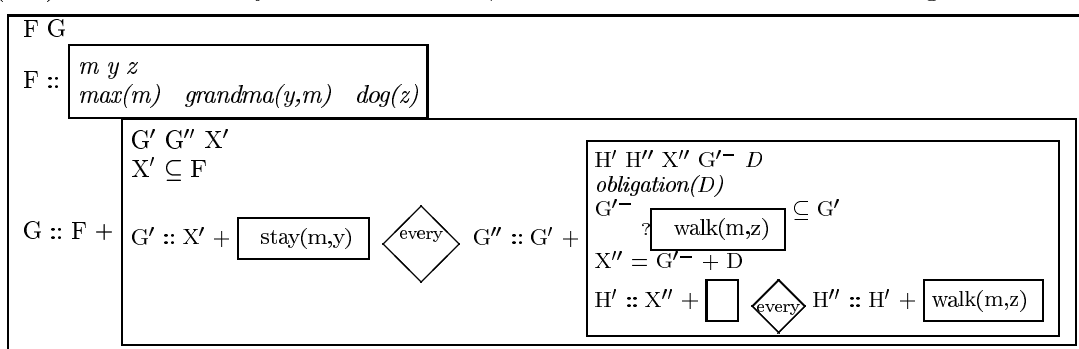 F G
F :: m y z
max(m) grandma(y,m) dog(z)
G :: F +
G′ G′′ X′
X′ ⊆ F
G′ :: X′ + stay(m,y) every G′′ :: G′ +
H′ H′′ X′′ G′− D
obligation(D)
G′− ? walk(m,z) ⊆ G′
X′′ = G′− + D
H′ :: X′′ + every H′′ :: H′ + walk(m,z)